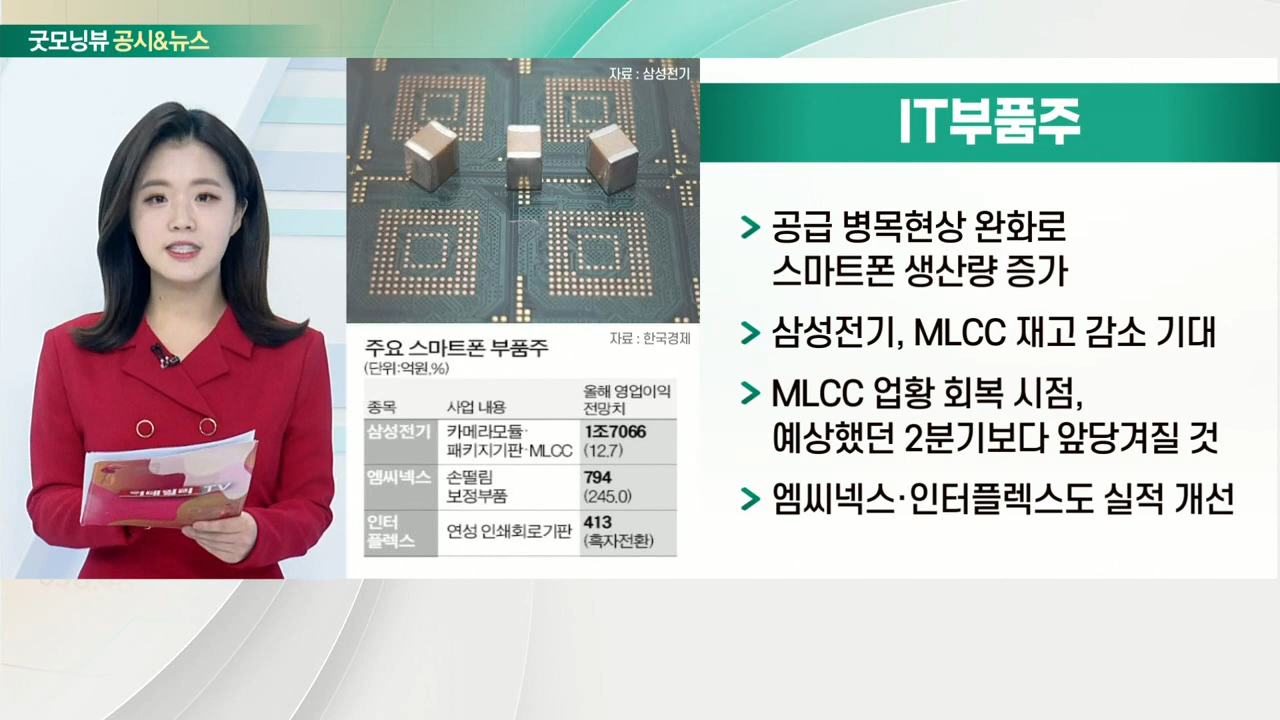 굿모닝뷰 공시&뉴스
자료 : 삼성전기
IT부품주
공급 병목현상 완화로
스마트폰 생산량 증가
삼성전기, MLCC 재고 감소 기대
MLCC 업황 회복 시점,
예상했던 2분기보다 앞당겨질 것
엠씨넥스·인터플렉스도 실적 개선
자료 : 한국경제
주요 스마트폰 부품주
(단위:억원,%)
종목 사업 내용 올해 영업이익 전망치
삼성전기 카메라모듈· 1조7066
패키지기판·MLCC (12.7)
엠씨넥스 손떨림 794
보정부품 (245.0)
인터 플렉스 연성 인쇄회로기판 413
(흑자전환)
TV